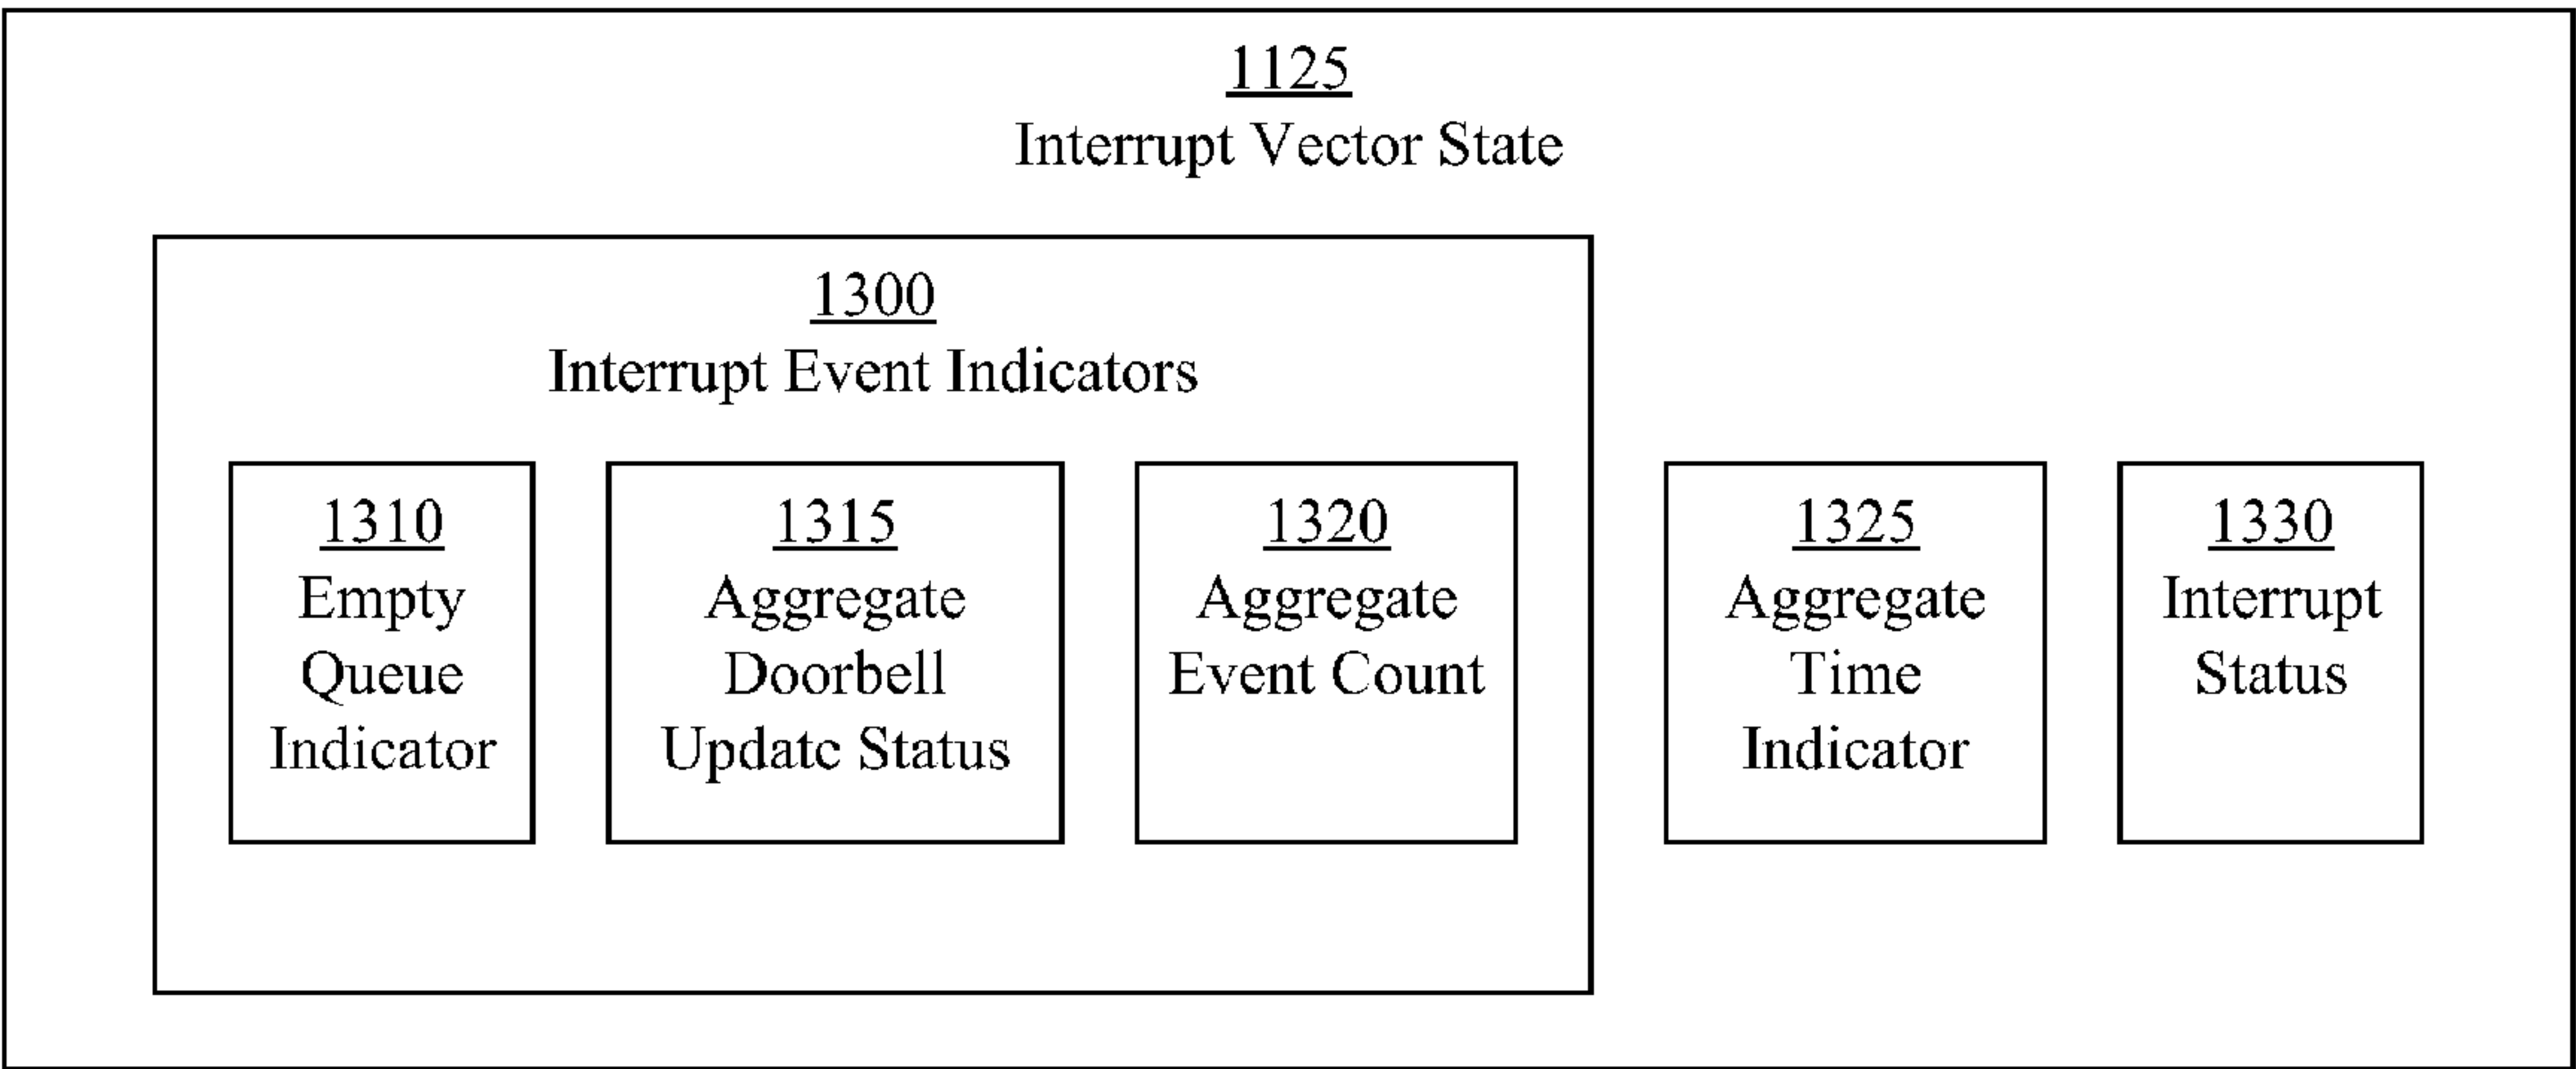 1125
Interrupt Vector State
1300
Interrupt Event Indicators
1310
Empty
Queue
Indicator
1315
Aggregate
Doorbell
Update Status
1320
Aggregate
Event Count
1325
Aggregate
Time
Indicator
1330
Interrupt
Status